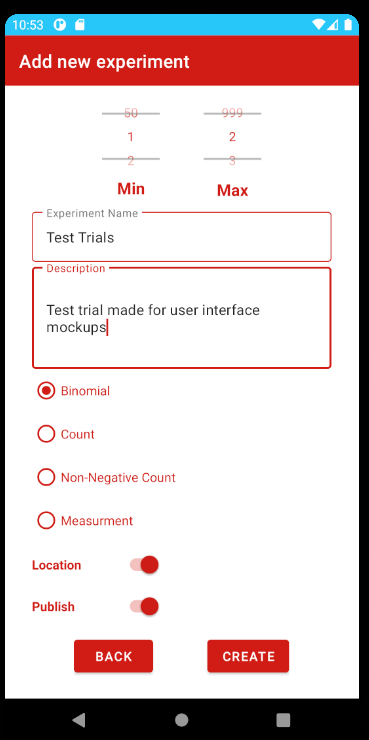 10:53
Add new experiment
50 999
1 2
2 3
Min Max
Experiment Name
Test Trials
Description
Test trial made for user interface
mockups
Binomial
Count
Non-Negative Count
Measurment
Location
Publish
BACK CREATE